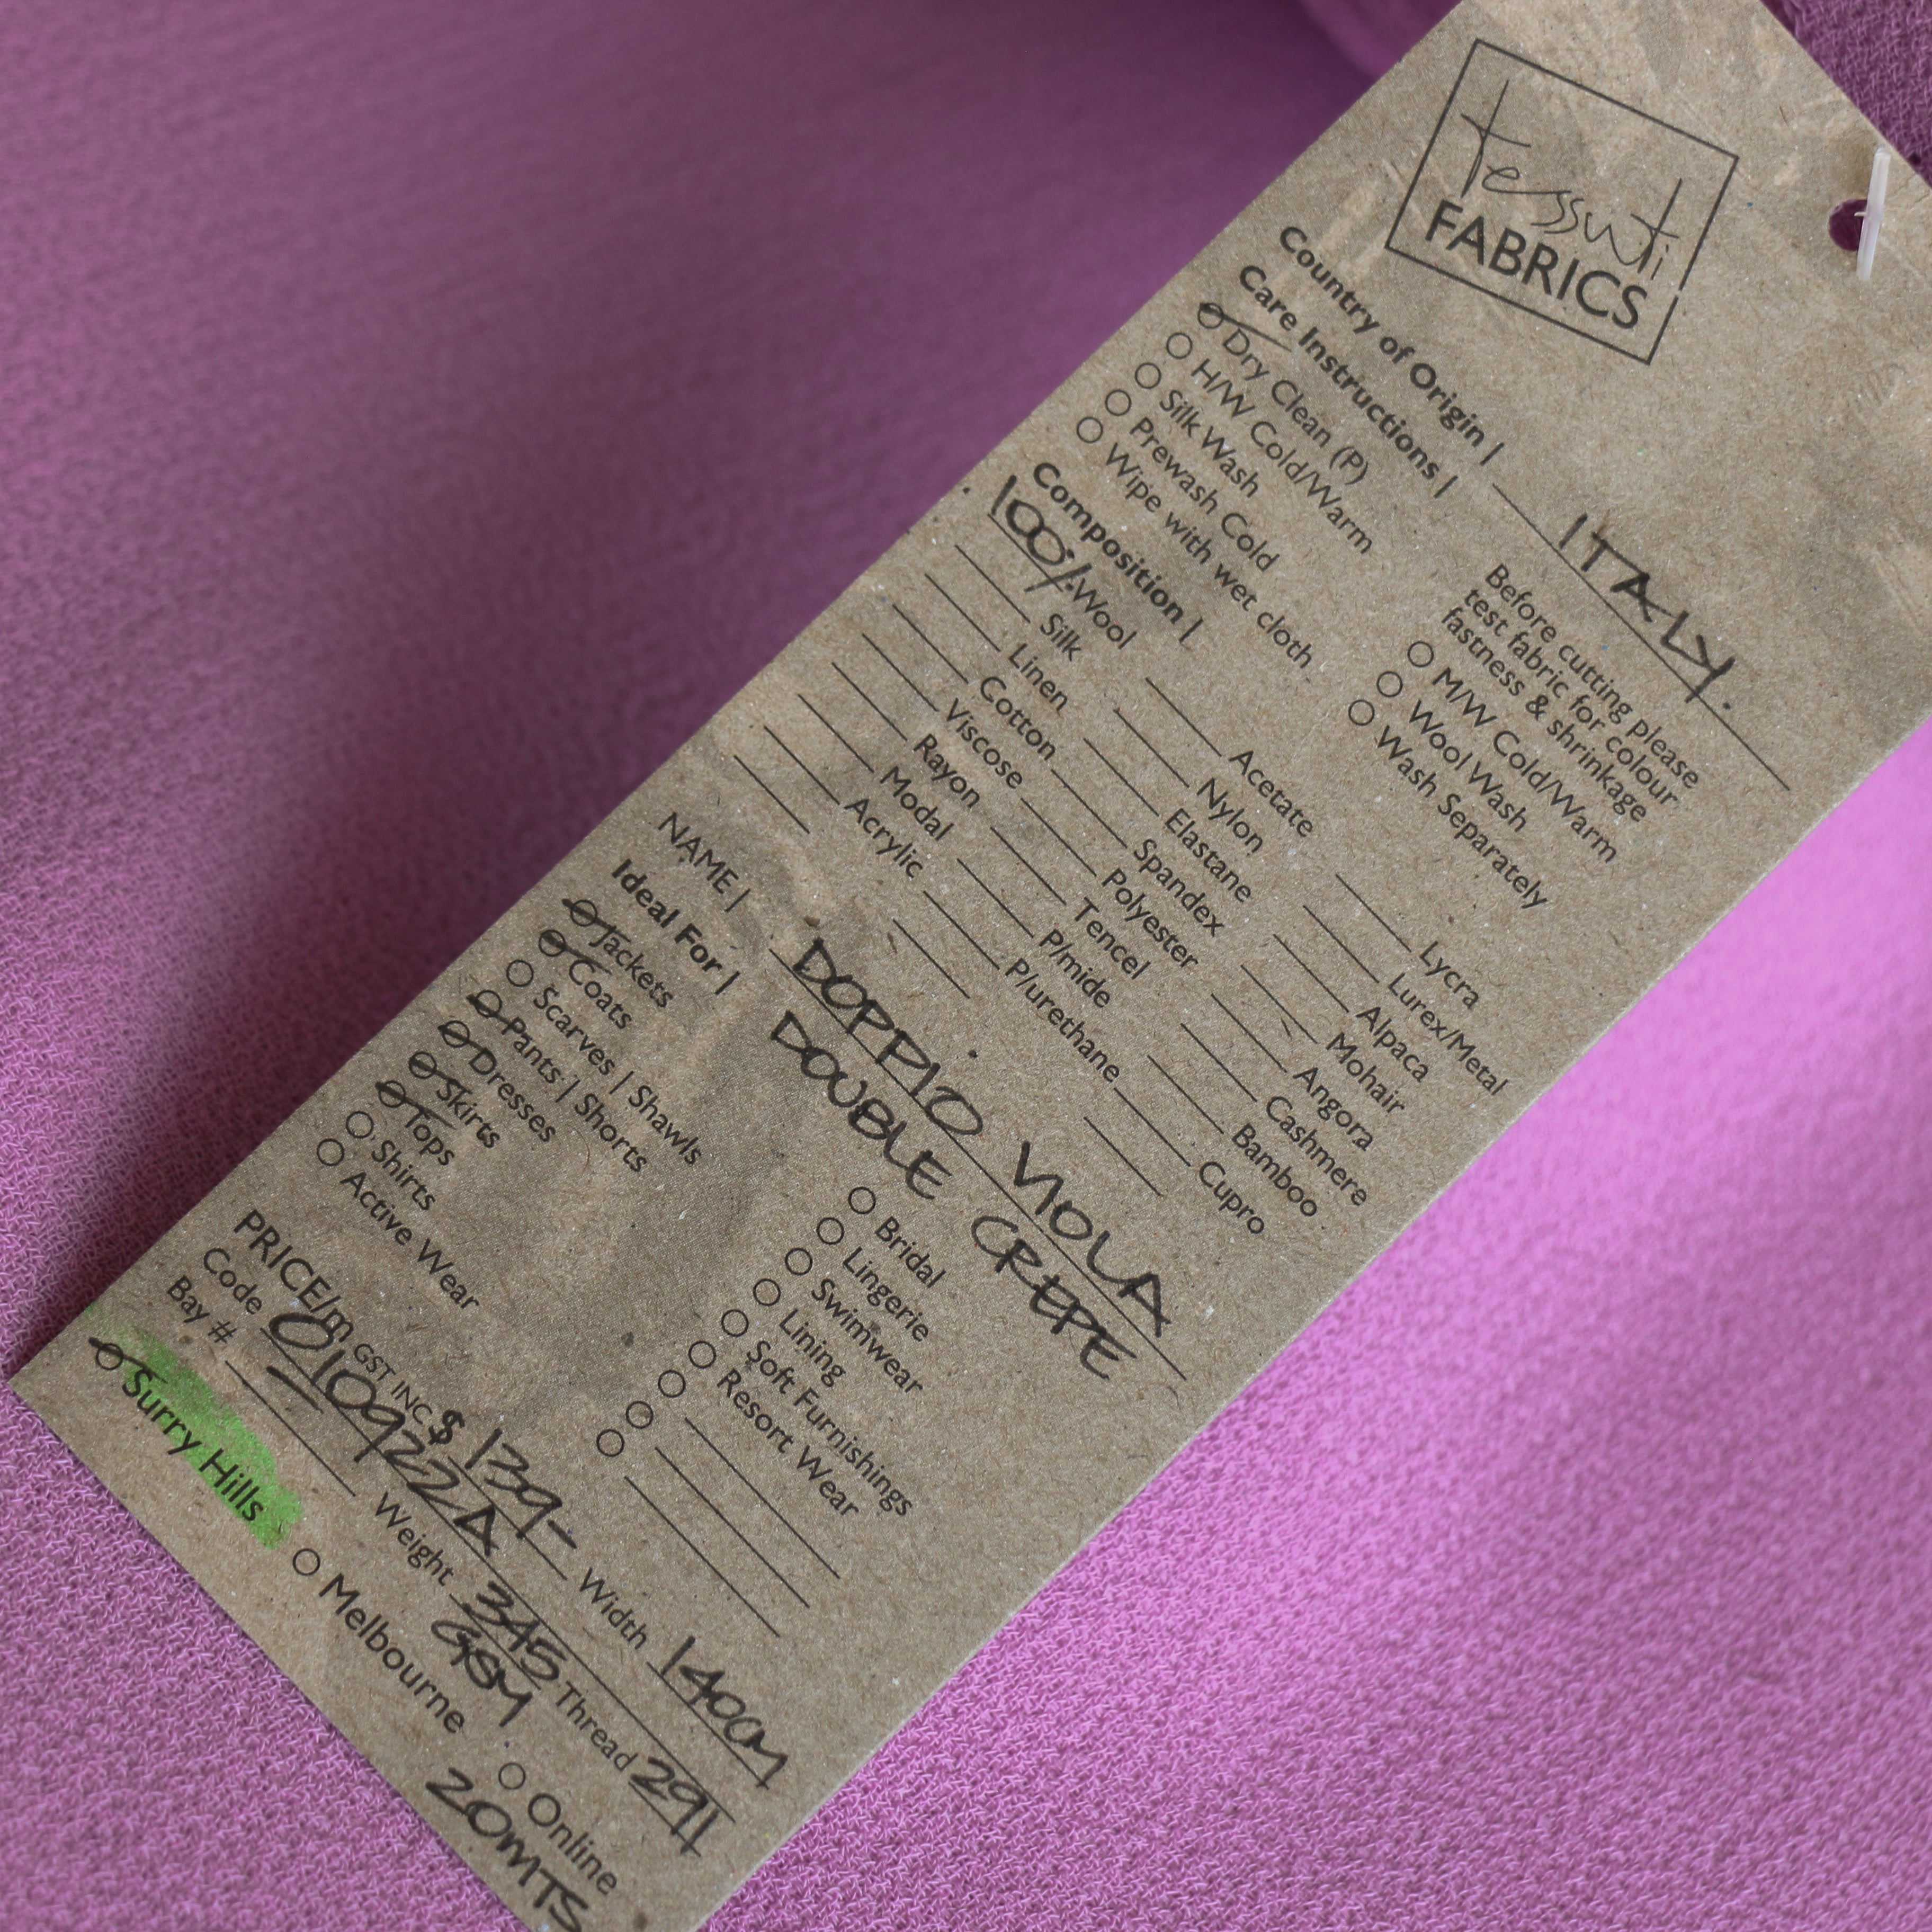 tessuti
FABRICS
Country of Origin | ITALY.
Care Instructions |
Dry Clean (P)
H/W Cold/Warm
Silk Wash
Prewash Cold
Wipe with wet cloth
Before cutting please
test fabric for colour
fastness & shrinkage
M/W Cold/Warm
Wool Wash
Wash Separately
Composition |
100% Wool
Silk
Linen
Cotton
Viscose
Rayon
Modal
Acrylic
Acetate
Nylon
Elastane
Spandex
Polyester
Tencel
P/mide
P/urethane
Lycra
Lurex/Metal
Alpaca
Mohair
Angora
Cashmere
Bamboo
Cupro
NAME | DOPPIO VIOLA
DOUBLE CREPE
Ideal For |
Jackets
Coats
Scarves | Shawls
Pants | Shorts
Dresses
Skirts
Tops
Shirts
Active Wear
Bridal
Lingerie
Swimwear
Lining
Soft Furnishings
Resort Wear
PRICE/m GST INC $ 139- Width 140CM
Code 010922A
Bay # Weight 345 GSM Thread 291
Surry Hills Melbourne Online
20MTS